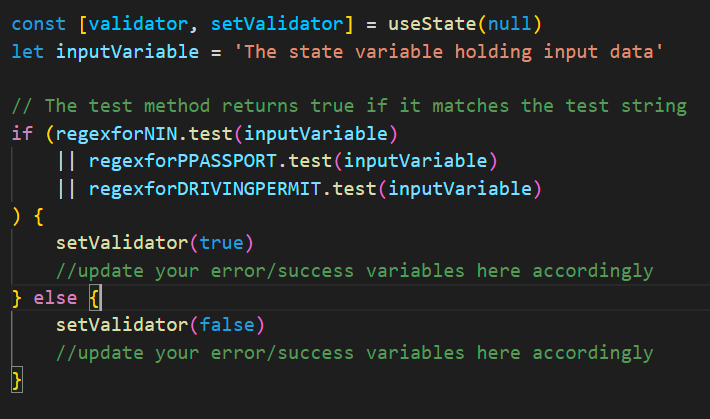 const [validator, setValidator] = useState(null)
let inputVariable = 'The state variable holding input data'

// The test method returns true if it matches the test string
if (regexforNIN.test(inputVariable)
    || regexforPPASSPORT.test(inputVariable)
    || regexforDRIVINGPERMIT.test(inputVariable)
) {
    setValidator(true)
    //update your error/success variables here accordingly
} else {
    setValidator(false)
    //update your error/success variables here accordingly
}